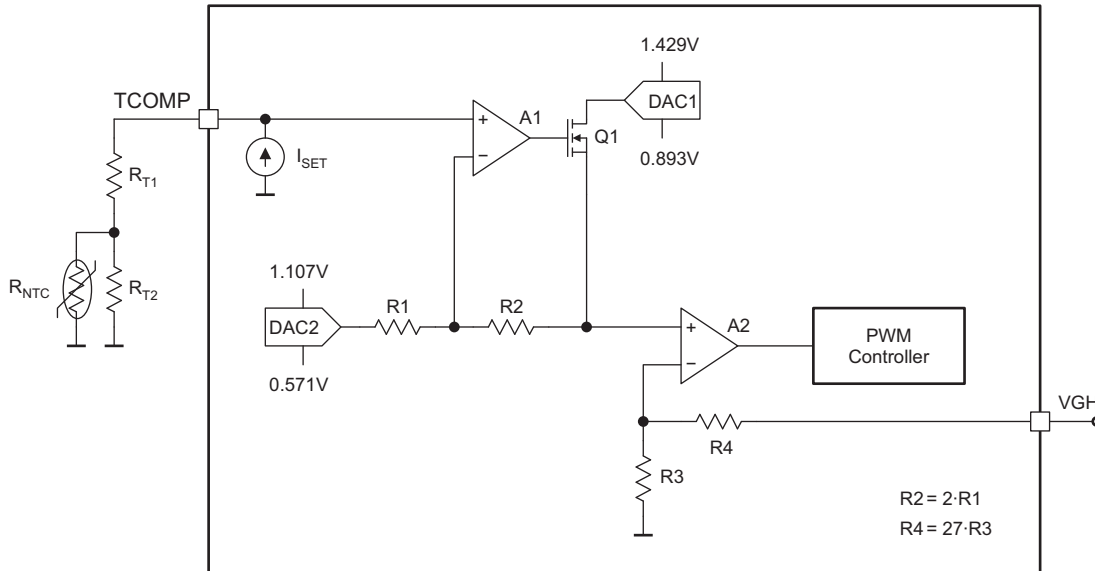 1.429V
TCOMP
A1
DAC1
+
−
Q1
I_SET
0.893V
R_T1
1.107V
R_NTC
R_T2
R1
R2
A2
DAC2
+
−
PWM
Controller
0.571V
VGH
R4
R3
R2 = 2·R1
R4 = 27·R3